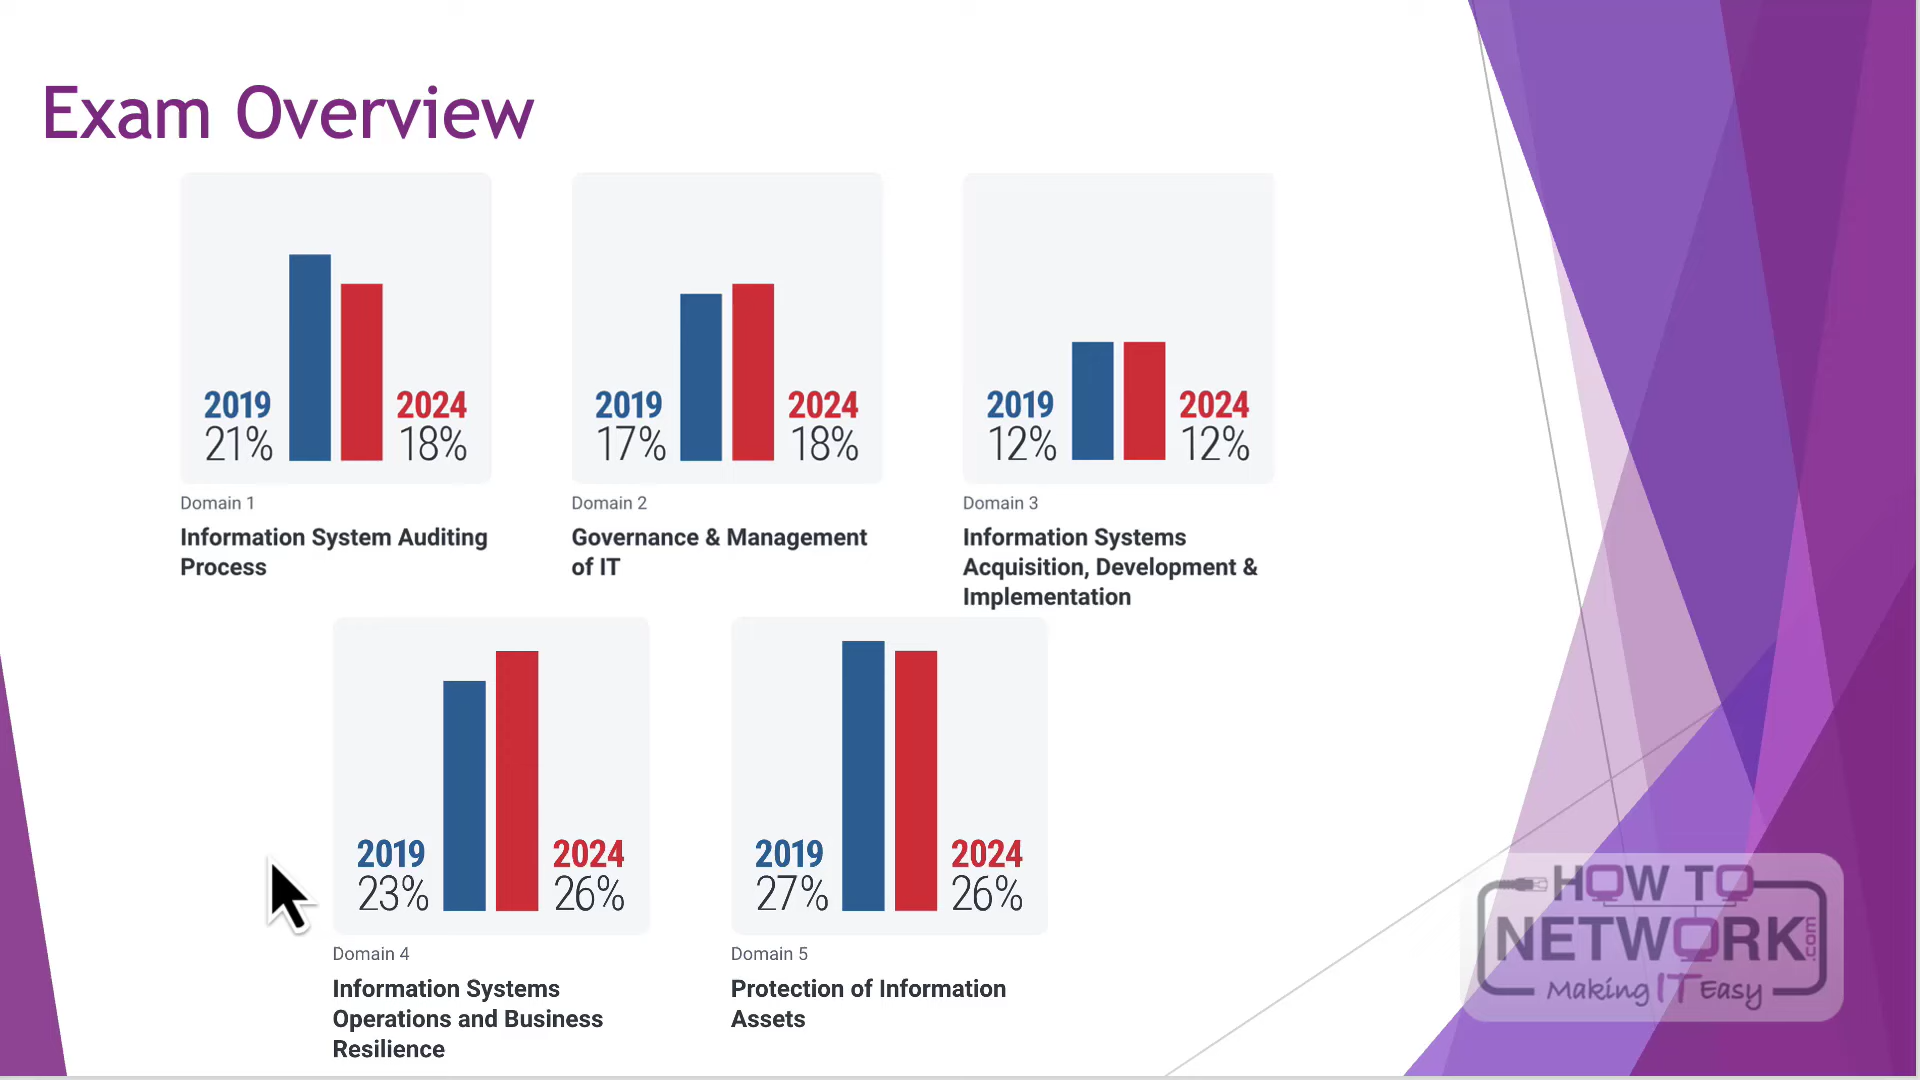 Exam Overview
2019
21%
2024
18%
Domain 1
Information System Auditing
Process
2019
17%
2024
18%
Domain 2
Governance & Management
of IT
2019
12%
2024
12%
Domain 3
Information Systems
Acquisition, Development &
Implementation
2019
23%
2024
26%
Domain 4
Information Systems
Operations and Business
Resilience
2019
27%
2024
26%
Domain 5
Protection of Information
Assets
HOW TO
NETWORK.com
Making IT Easy